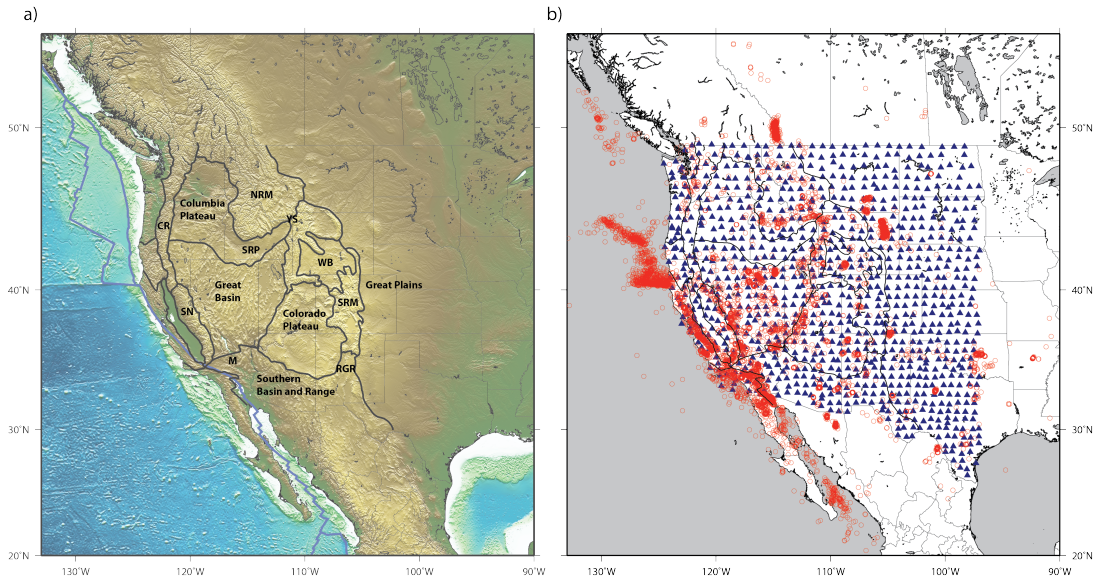 a)
b)
50°N
40°N
30°N
20°N
130°W
120°W
110°W
100°W
90°W
NRM
Columbia
Plateau
YS
CR
SRP
WB
Great
Basin
Great Plains
SRM
Colorado
Plateau
SN
M
RGR
Southern
Basin and Range
50°N
40°N
30°N
20°N
130°W
120°W
110°W
100°W
90°W